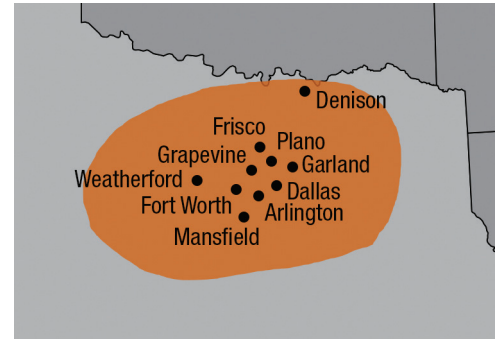 Denison
Frisco
Plano
Grapevine
Garland
Weatherford
Dallas
Fort Worth
Arlington
Mansfield